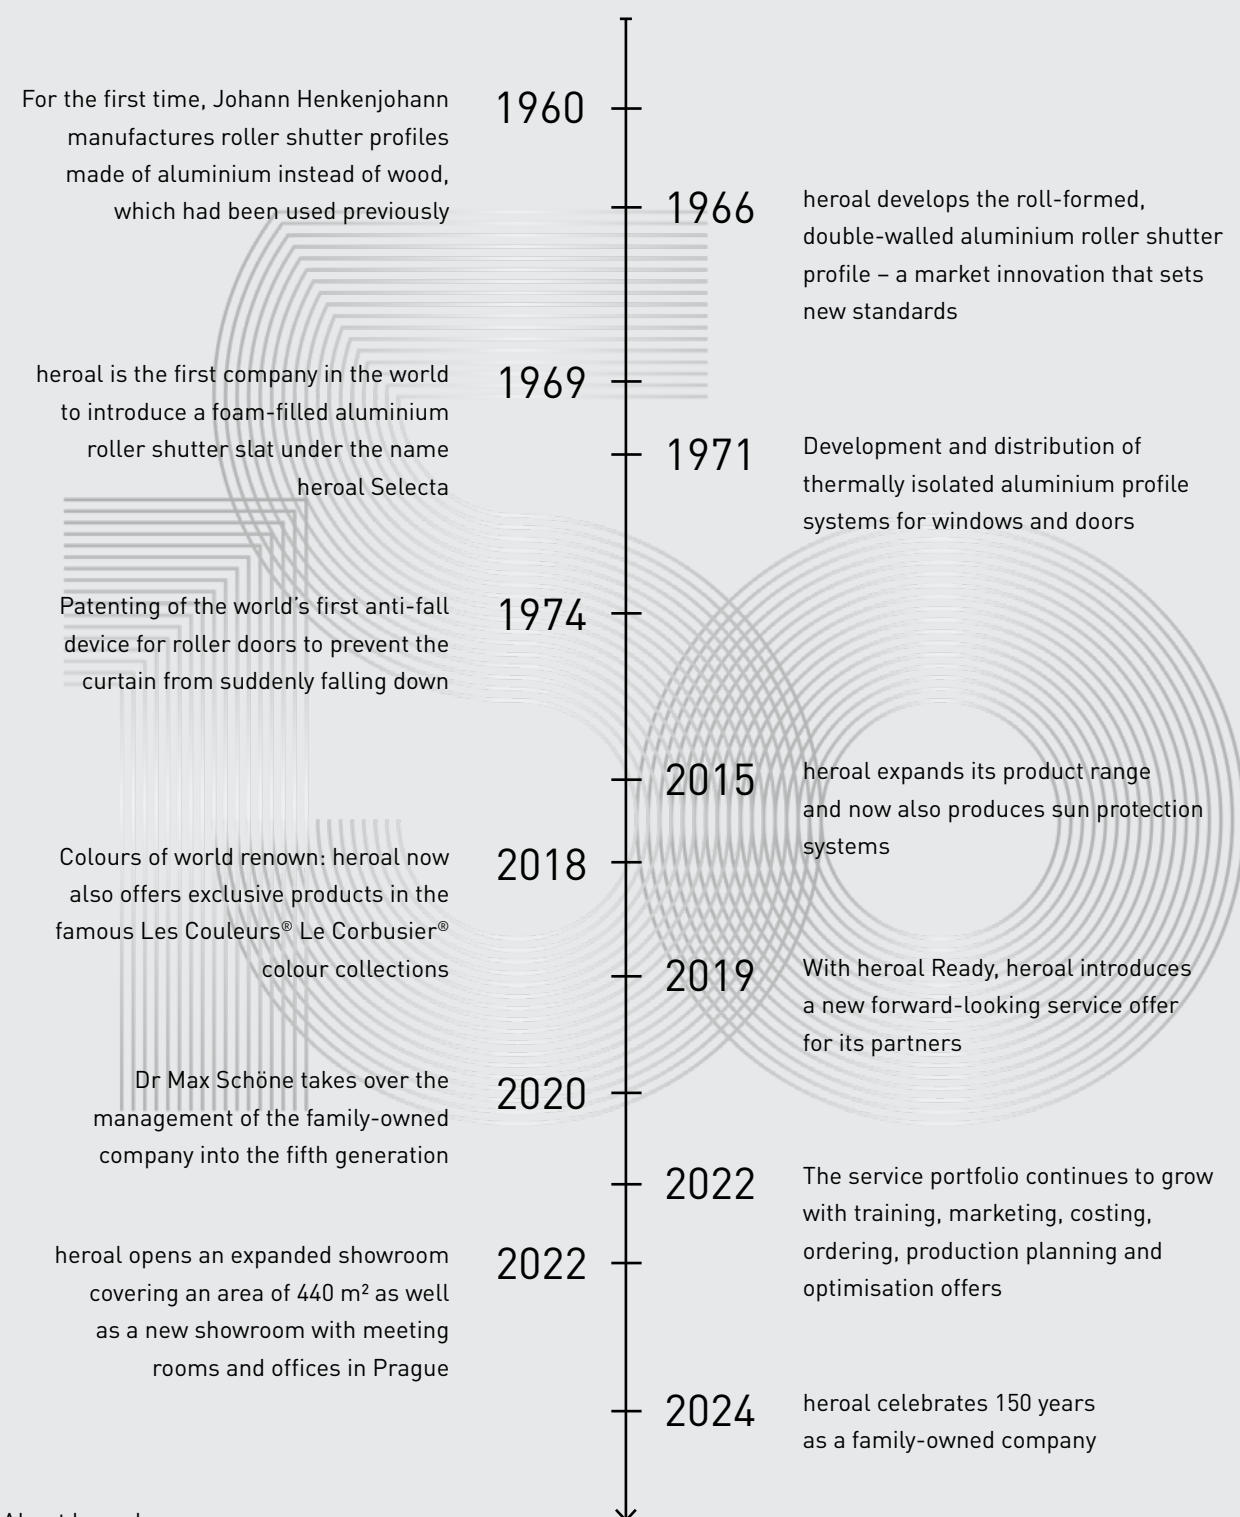 For the first time, Johann Henkenjohann
manufactures roller shutter profiles
made of aluminium instead of wood,
which had been used previously
1960
1966
heroal develops the roll-formed,
double-walled aluminium roller shutter
profile – a market innovation that sets
new standards
heroal is the first company in the world
to introduce a foam-filled aluminium
roller shutter slat under the name
heroal Selecta
1969
1971
Development and distribution of
thermally isolated aluminium profile
systems for windows and doors
Patenting of the world's first anti-fall
device for roller doors to prevent the
curtain from suddenly falling down
1974
2015
heroal expands its product range
and now also produces sun protection
systems
Colours of world renown: heroal now
also offers exclusive products in the
famous Les Couleurs® Le Corbusier®
colour collections
2018
2019
With heroal Ready, heroal introduces
a new forward-looking service offer
for its partners
Dr Max Schöne takes over the
management of the family-owned
company into the fifth generation
2020
2022
The service portfolio continues to grow
with training, marketing, costing,
ordering, production planning and
optimisation offers
heroal opens an expanded showroom
covering an area of 440 m² as well
as a new showroom with meeting
rooms and offices in Prague
2022
2024
heroal celebrates 150 years
as a family-owned company
150